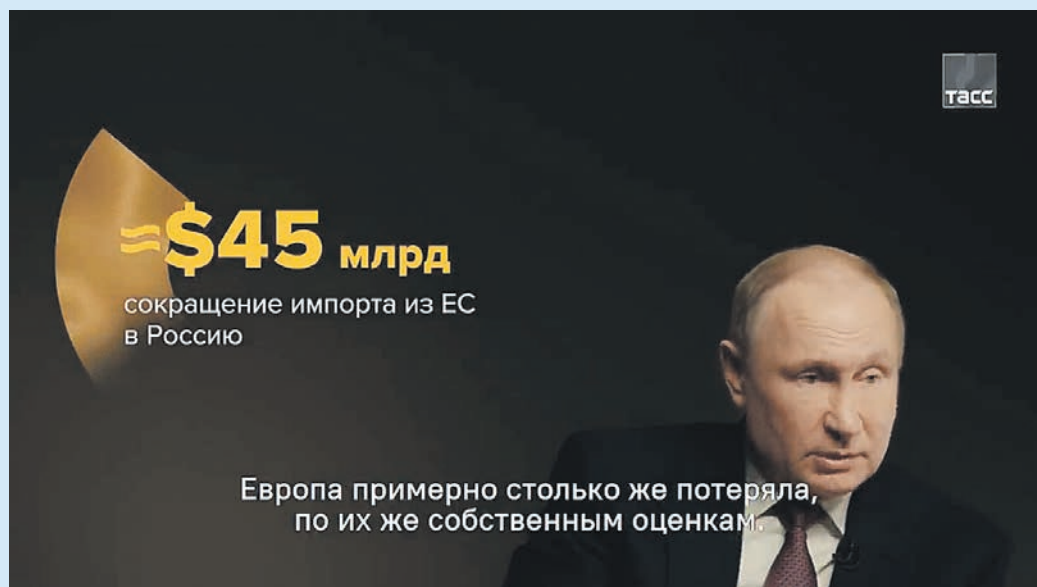 тасс
≈$45 млрд
сокращение импорта из ЕС
в Россию
Европа примерно столько же потеряла,
по их же собственным оценкам.